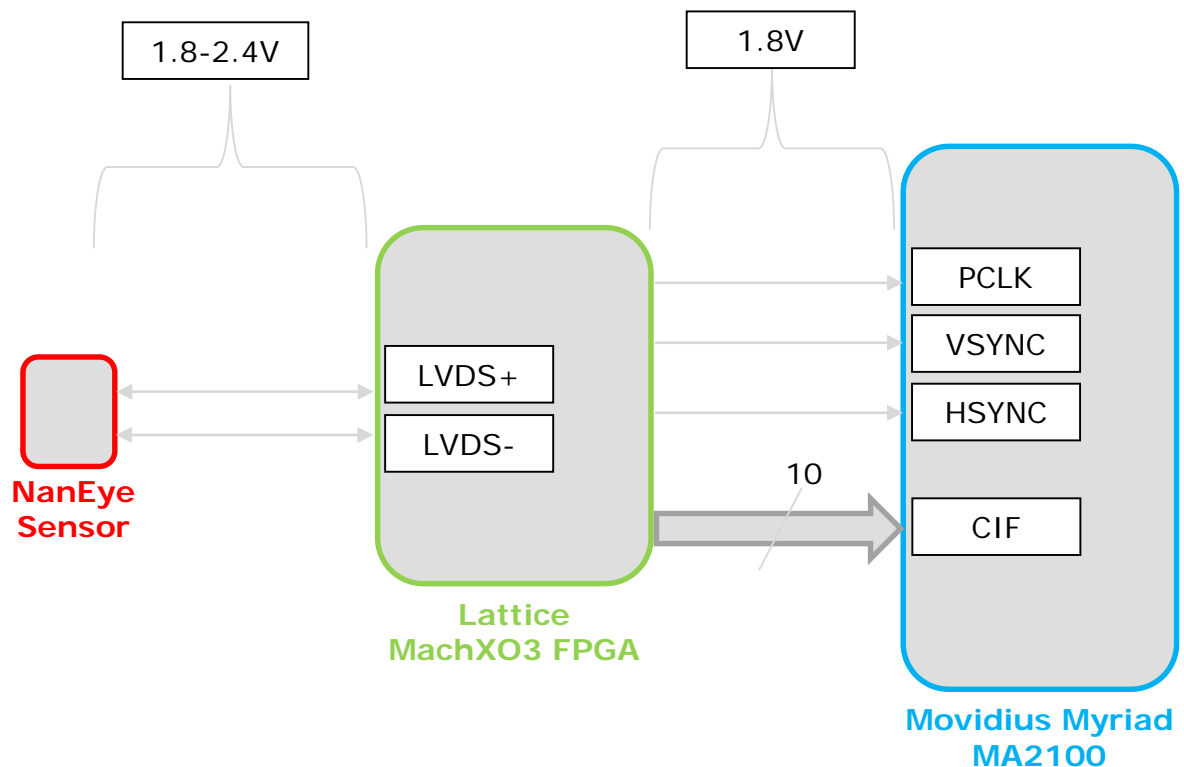 1.8-2.4V
1.8V
PCLK
VSYNC
HSYNC
LVDS+
LVDS-
10
CIF
NanEye
Sensor
Lattice
MachXO3 FPGA
Movidius Myriad
MA2100